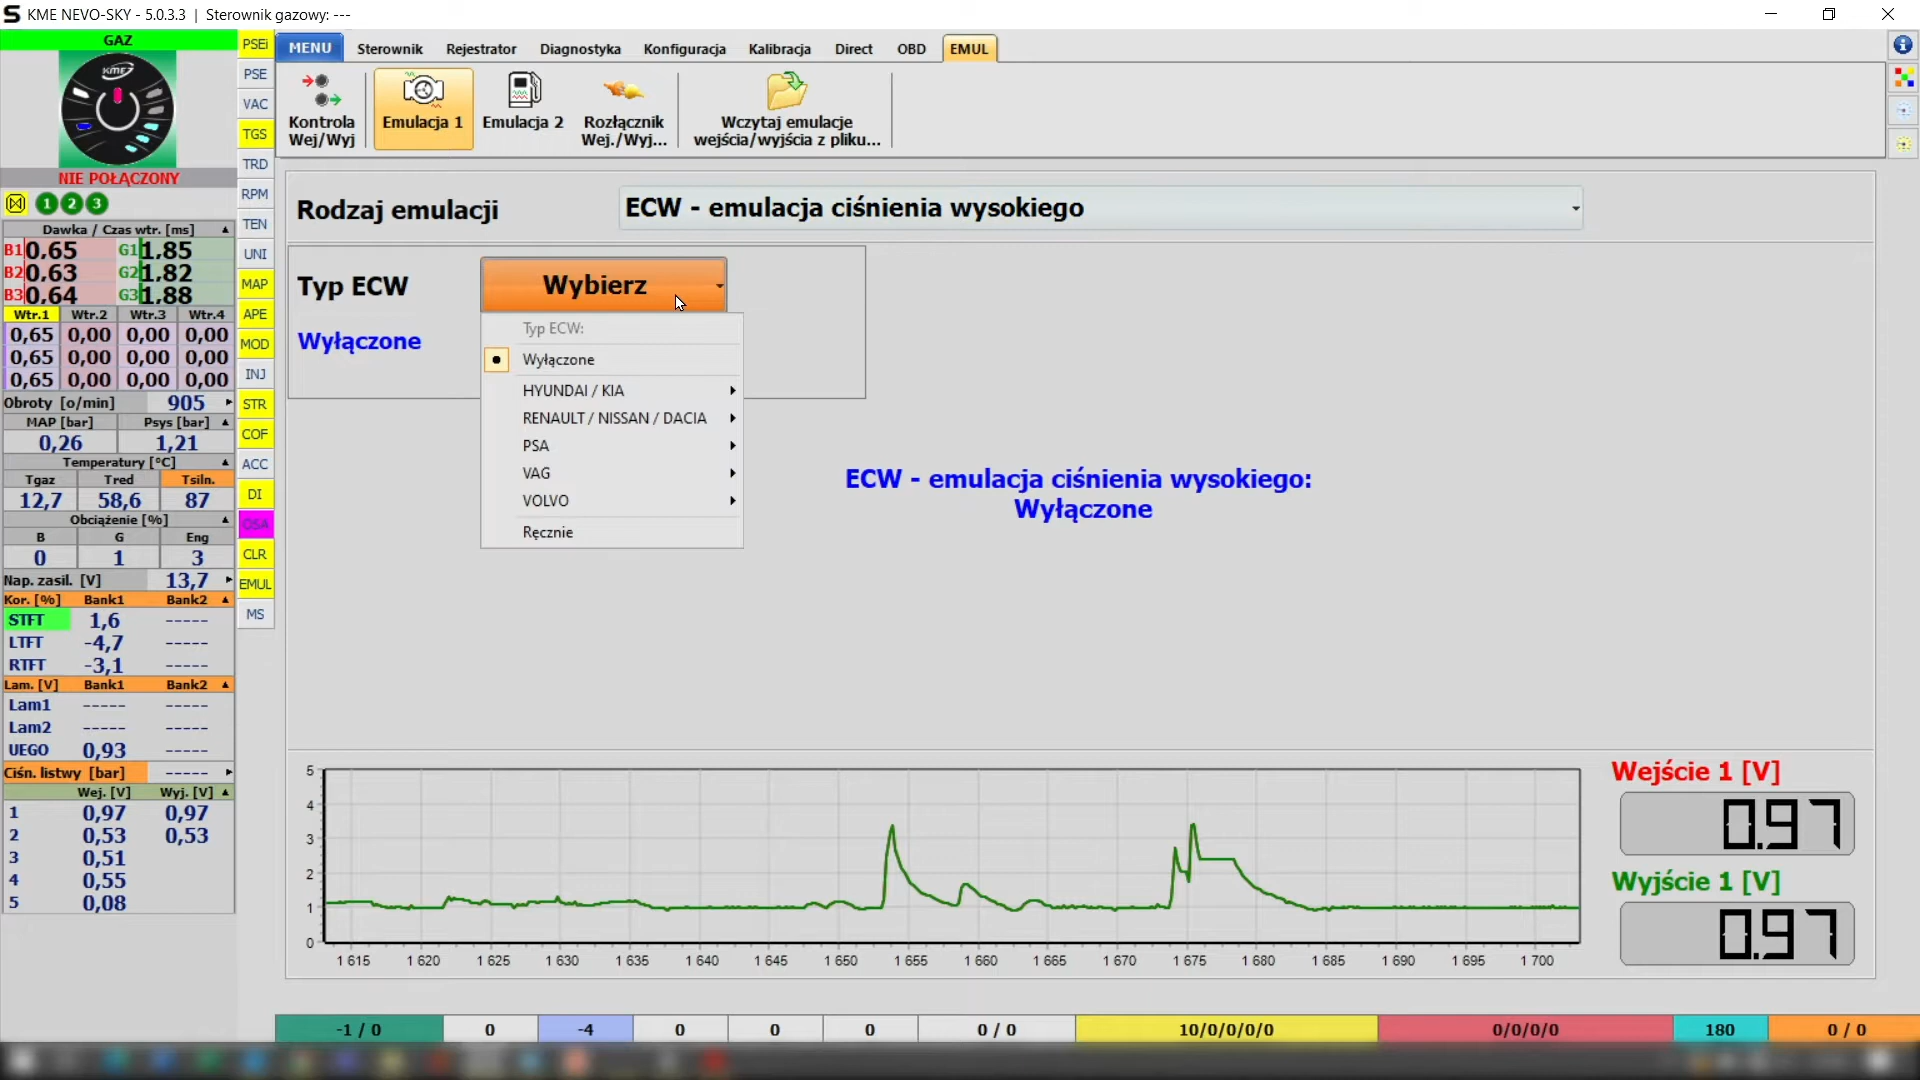 KME NEVO-SKY - 5.0.3.3 | Sterownik gazowy: ---
GAZ
KME
NIE POŁĄCZONY
1 2 3
Dawka / Czas wtr. [ms]
B1 0,65 G1 1,85
B2 0,63 G2 1,82
B3 0,64 G3 1,88
Wtr.1 Wtr.2 Wtr.3 Wtr.4
0,65 0,00 0,00 0,00
0,65 0,00 0,00 0,00
0,65 0,00 0,00 0,00
Obroty [o/min] 905
MAP [bar] Psys [bar]
0,26 1,21
Temperatury [°C]
Tgaz Tred Tsiln.
12,7 58,6 87
Obciążenie [%]
B G Eng
0 1 3
Nap. zasil. [V] 13,7
Kor. [%] Bank1 Bank2
STFT 1,6 -----
LTFT -4,7 -----
RTFT -3,1 -----
Lam. [V] Bank1 Bank2
Lam1 ----- -----
Lam2 ----- -----
UEGO 0,93 -----
Ciśn. listwy [bar] -----
Wej. [V] Wyj. [V]
1 0,97 0,97
2 0,53 0,53
3 0,51
4 0,55
5 0,08
PSEi
PSE
VAC
TGS
TRD
RPM
TEN
UNI
MAP
APE
MOD
INJ
STR
COF
ACC
DI
OSA
CLR
EMUL
MS
MENU Sterownik Rejestrator Diagnostyka Konfiguracja Kalibracja Direct OBD EMUL
Kontrola
Wej/Wyj
Emulacja 1
Emulacja 2
Rozłącznik
Wej./Wyj...
Wczytaj emulacje
wejścia/wyjścia z pliku...
Rodzaj emulacji
ECW - emulacja ciśnienia wysokiego
Typ ECW
Wybierz
Wyłączone
Typ ECW:
Wyłączone
HYUNDAI / KIA
RENAULT / NISSAN / DACIA
PSA
VAG
VOLVO
Ręcznie
ECW - emulacja ciśnienia wysokiego:
Wyłączone
5
4
3
2
1
0
1 615 1 620 1 625 1 630 1 635 1 640 1 645 1 650 1 655 1 660 1 665 1 670 1 675 1 680 1 685 1 690 1 695 1 700
Wejście 1 [V]
0.97
Wyjście 1 [V]
0.97
-1 / 0 0 -4 0 0 0 0 / 0 10/0/0/0/0 0/0/0/0 180 0 / 0